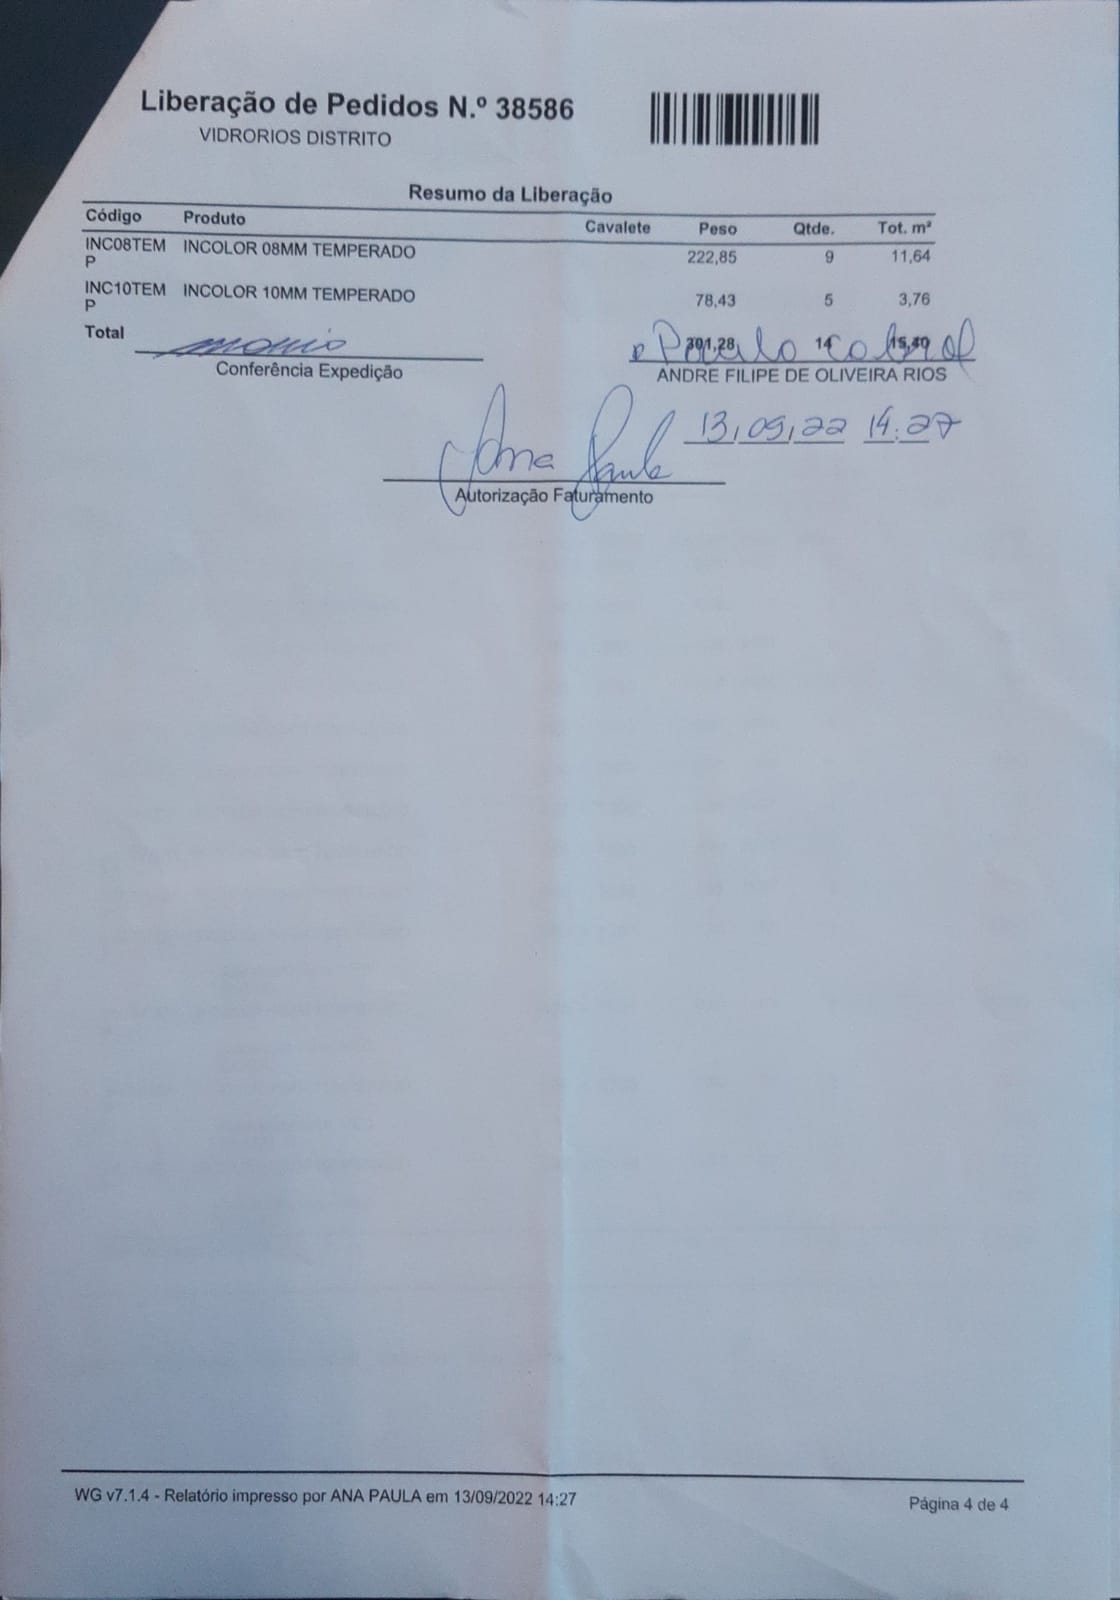 Liberação de Pedidos N.º 38586
VIDRORIOS DISTRITO
Resumo da Liberação
Código Produto Cavalete Peso Qtde. Tot. m²
INC08TEM INCOLOR 08MM TEMPERADO 222,85 9 11,64
P
INC10TEM INCOLOR 10MM TEMPERADO 78,43 5 3,76
P
Total 301,28 14 15,40
Paulo
Conferência Expedição ANDRE FILIPE DE OLIVEIRA RIOS
13/09/22 14:27
Ana Paula
Autorização Faturamento
WG v7.1.4 - Relatório impresso por ANA PAULA em 13/09/2022 14:27
Página 4 de 4